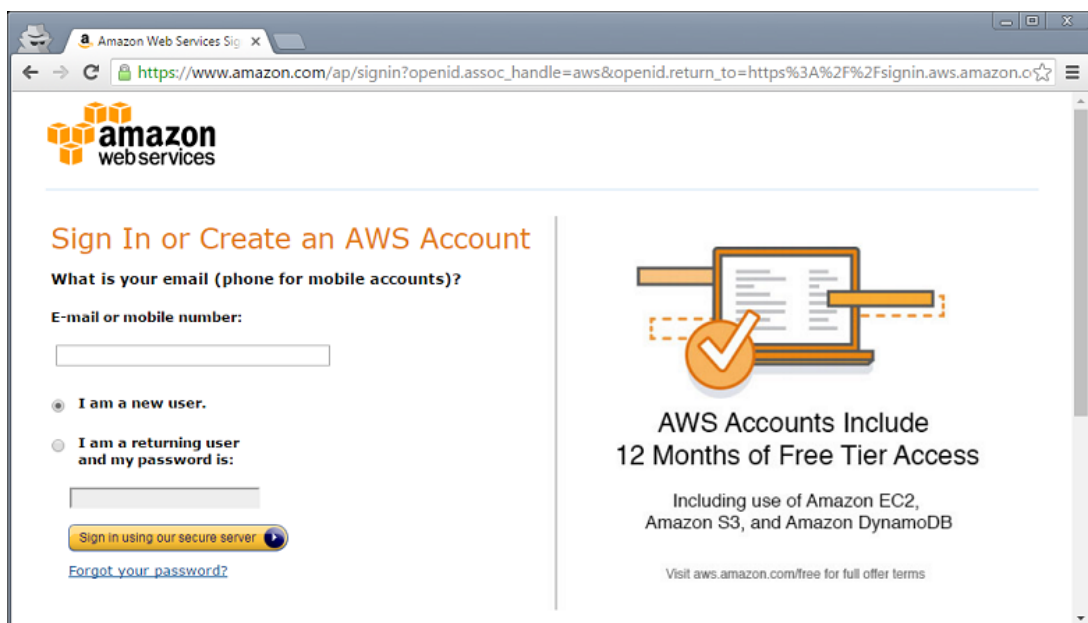 Amazon Web Services Sig
https://www.amazon.com/ap/signin?openid.assoc_handle=aws&openid.return_to=https%3A%2F%2Fsignin.aws.amazon.c
amazon
webservices
Sign In or Create an AWS Account
What is your email (phone for mobile accounts)?
E-mail or mobile number:
I am a new user.
I am a returning user
and my password is:
Sign in using our secure server
Forgot your password?
AWS Accounts Include
12 Months of Free Tier Access
Including use of Amazon EC2,
Amazon S3, and Amazon DynamoDB
Visit aws.amazon.com/free for full offer terms